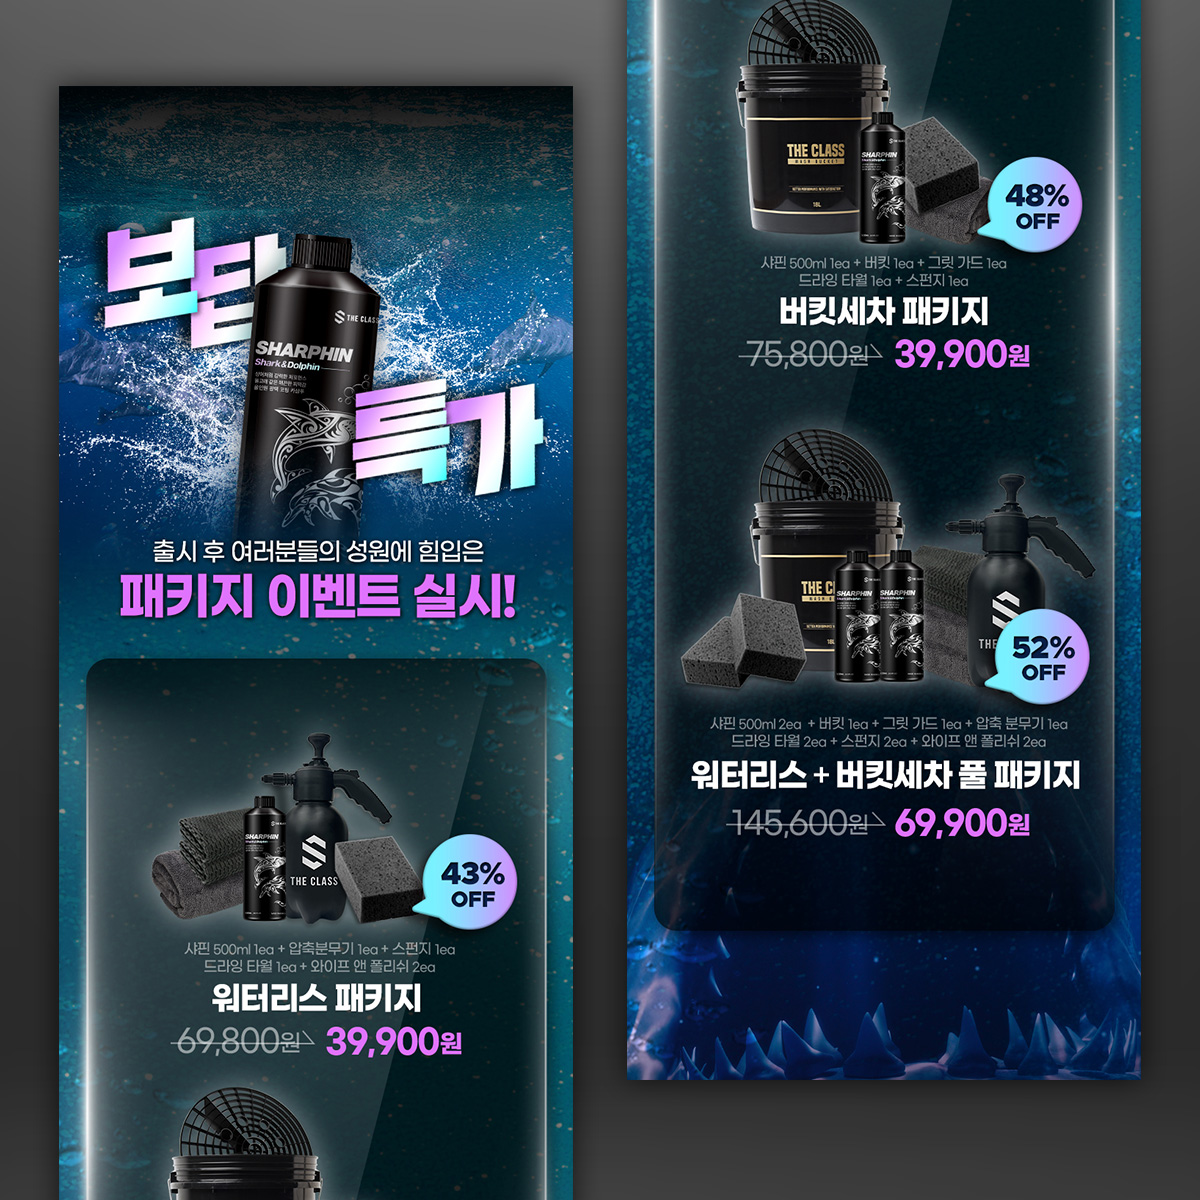 보답
특가
THE CLASS
SHARPHIN
Shark&Dolphin
출시 후 여러분들의 성원에 힘입은
패키지 이벤트 실시!
SHARPHIN
THE CLASS
43%
OFF
샤핀 500ml 1ea + 압축분무기 1ea + 스펀지 1ea
드라잉 타월 1ea + 와이프 앤 폴리쉬 2ea
워터리스 패키지
69,800원
39,900원
THE CLASS
WASH BUCKET
18L
SHARPHIN
48%
OFF
샤핀 500ml 1ea + 버킷 1ea + 그릿 가드 1ea
드라잉 타월 1ea + 스펀지 1ea
버킷세차 패키지
75,800원
39,900원
THE CL
SHARPHIN
SHARPHIN
THE
52%
OFF
샤핀 500ml 2ea + 버킷 1ea + 그릿 가드 1ea + 압축 분무기 1ea
드라잉 타월 2ea + 스펀지 2ea + 와이프 앤 폴리쉬 2ea
워터리스 + 버킷세차 풀 패키지
145,600원
69,900원